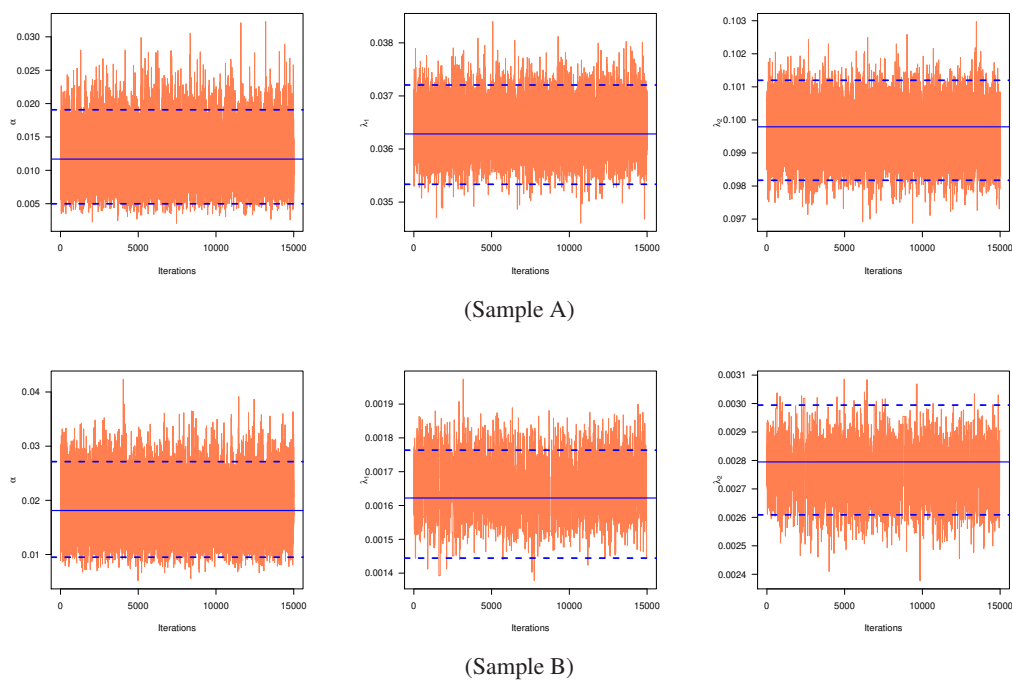 0.030
0.025
0.020
0.015
0.010
0.005
α
0 5000 10000 15000
Iterations
0.038
0.037
0.036
0.035
λ₁
0 5000 10000 15000
Iterations
0.103
0.102
0.101
0.100
0.099
0.098
0.097
λ₂
0 5000 10000 15000
Iterations
(Sample A)
0.04
0.03
0.02
0.01
α
0 5000 10000 15000
Iterations
0.0019
0.0018
0.0017
0.0016
0.0015
0.0014
λ₁
0 5000 10000 15000
Iterations
0.0031
0.0030
0.0029
0.0028
0.0027
0.0026
0.0025
0.0024
λ₂
0 5000 10000 15000
Iterations
(Sample B)